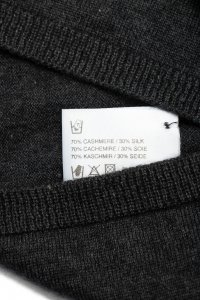 70% CASHMERE / 30% SILK
70% CACHEMIRE / 30% SOIE
70% KASCHMIR / 30% SEIDE